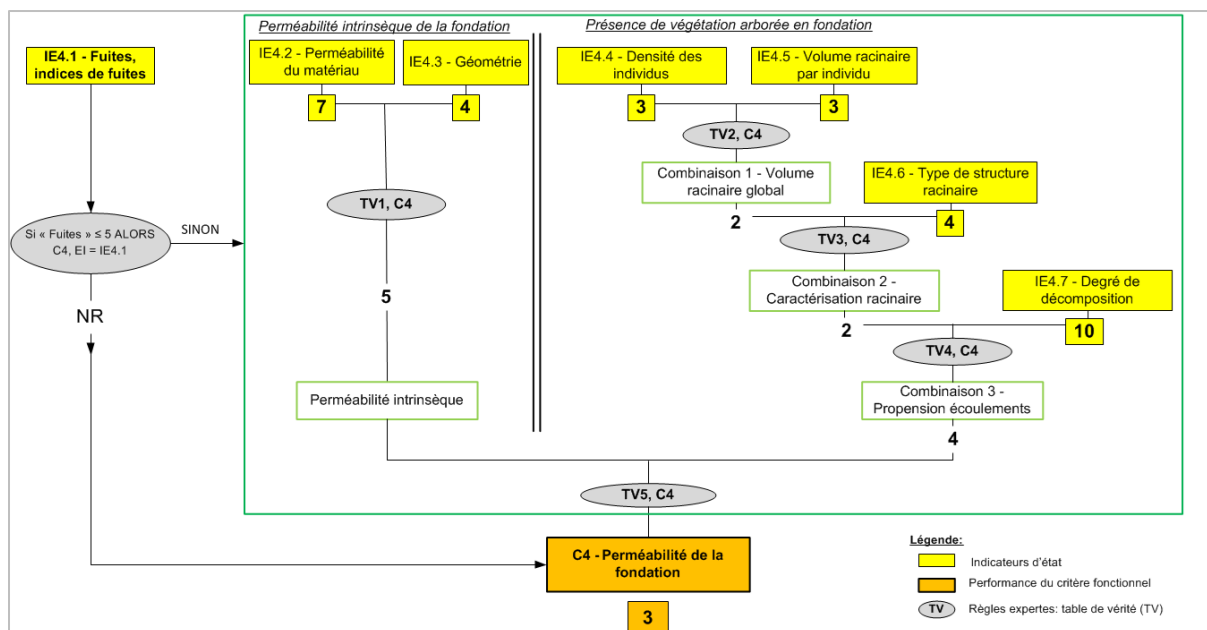 Perméabilité intrinsèque de la fondation
Présence de végétation arborée en fondation
IE4.1 - Fuites,
indices de fuites
IE4.2 - Perméabilité
du matériau
IE4.3 - Géométrie
7
4
IE4.4 - Densité des
individus
IE4.5 - Volume racinaire
par individu
3
3
TV2, C4
Combinaison 1 - Volume
racinaire global
IE4.6 - Type de structure
racinaire
2
4
TV1, C4
TV3, C4
Si « Fuites » ≤ 5 ALORS
C4, EI = IE4.1
SINON
NR
5
Combinaison 2 -
Caractérisation racinaire
IE4.7 - Degré de
décomposition
2
10
TV4, C4
Perméabilité intrinsèque
Combinaison 3 -
Propension écoulements
4
TV5, C4
C4 - Perméabilité de la
fondation
3
Légende:
Indicateurs d'état
Performance du critère fonctionnel
TV
Règles expertes: table de vérité (TV)